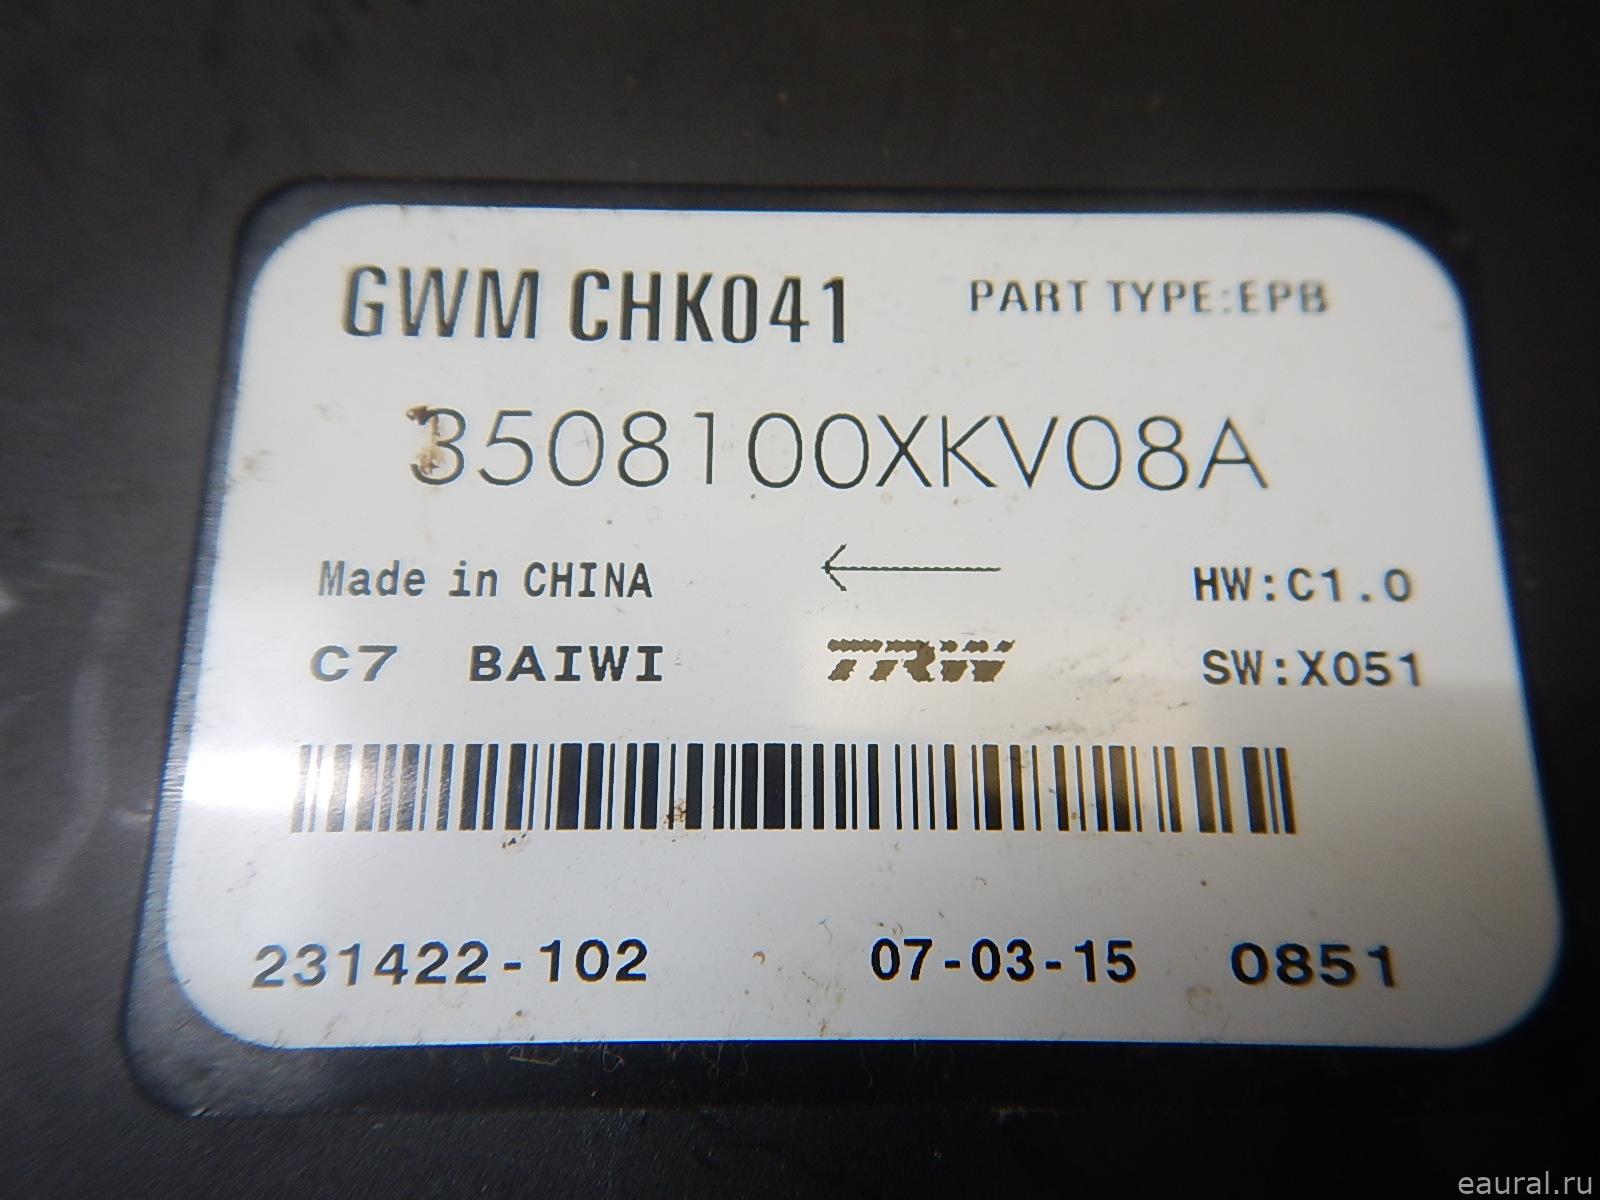 GWM CHK041 PART TYPE:EPB
3508100XKV08A
Made in CHINA HW:C1.0
C7 BAIWI TRW SW:X051
231422-102 07-03-15 0851
eaural.ru